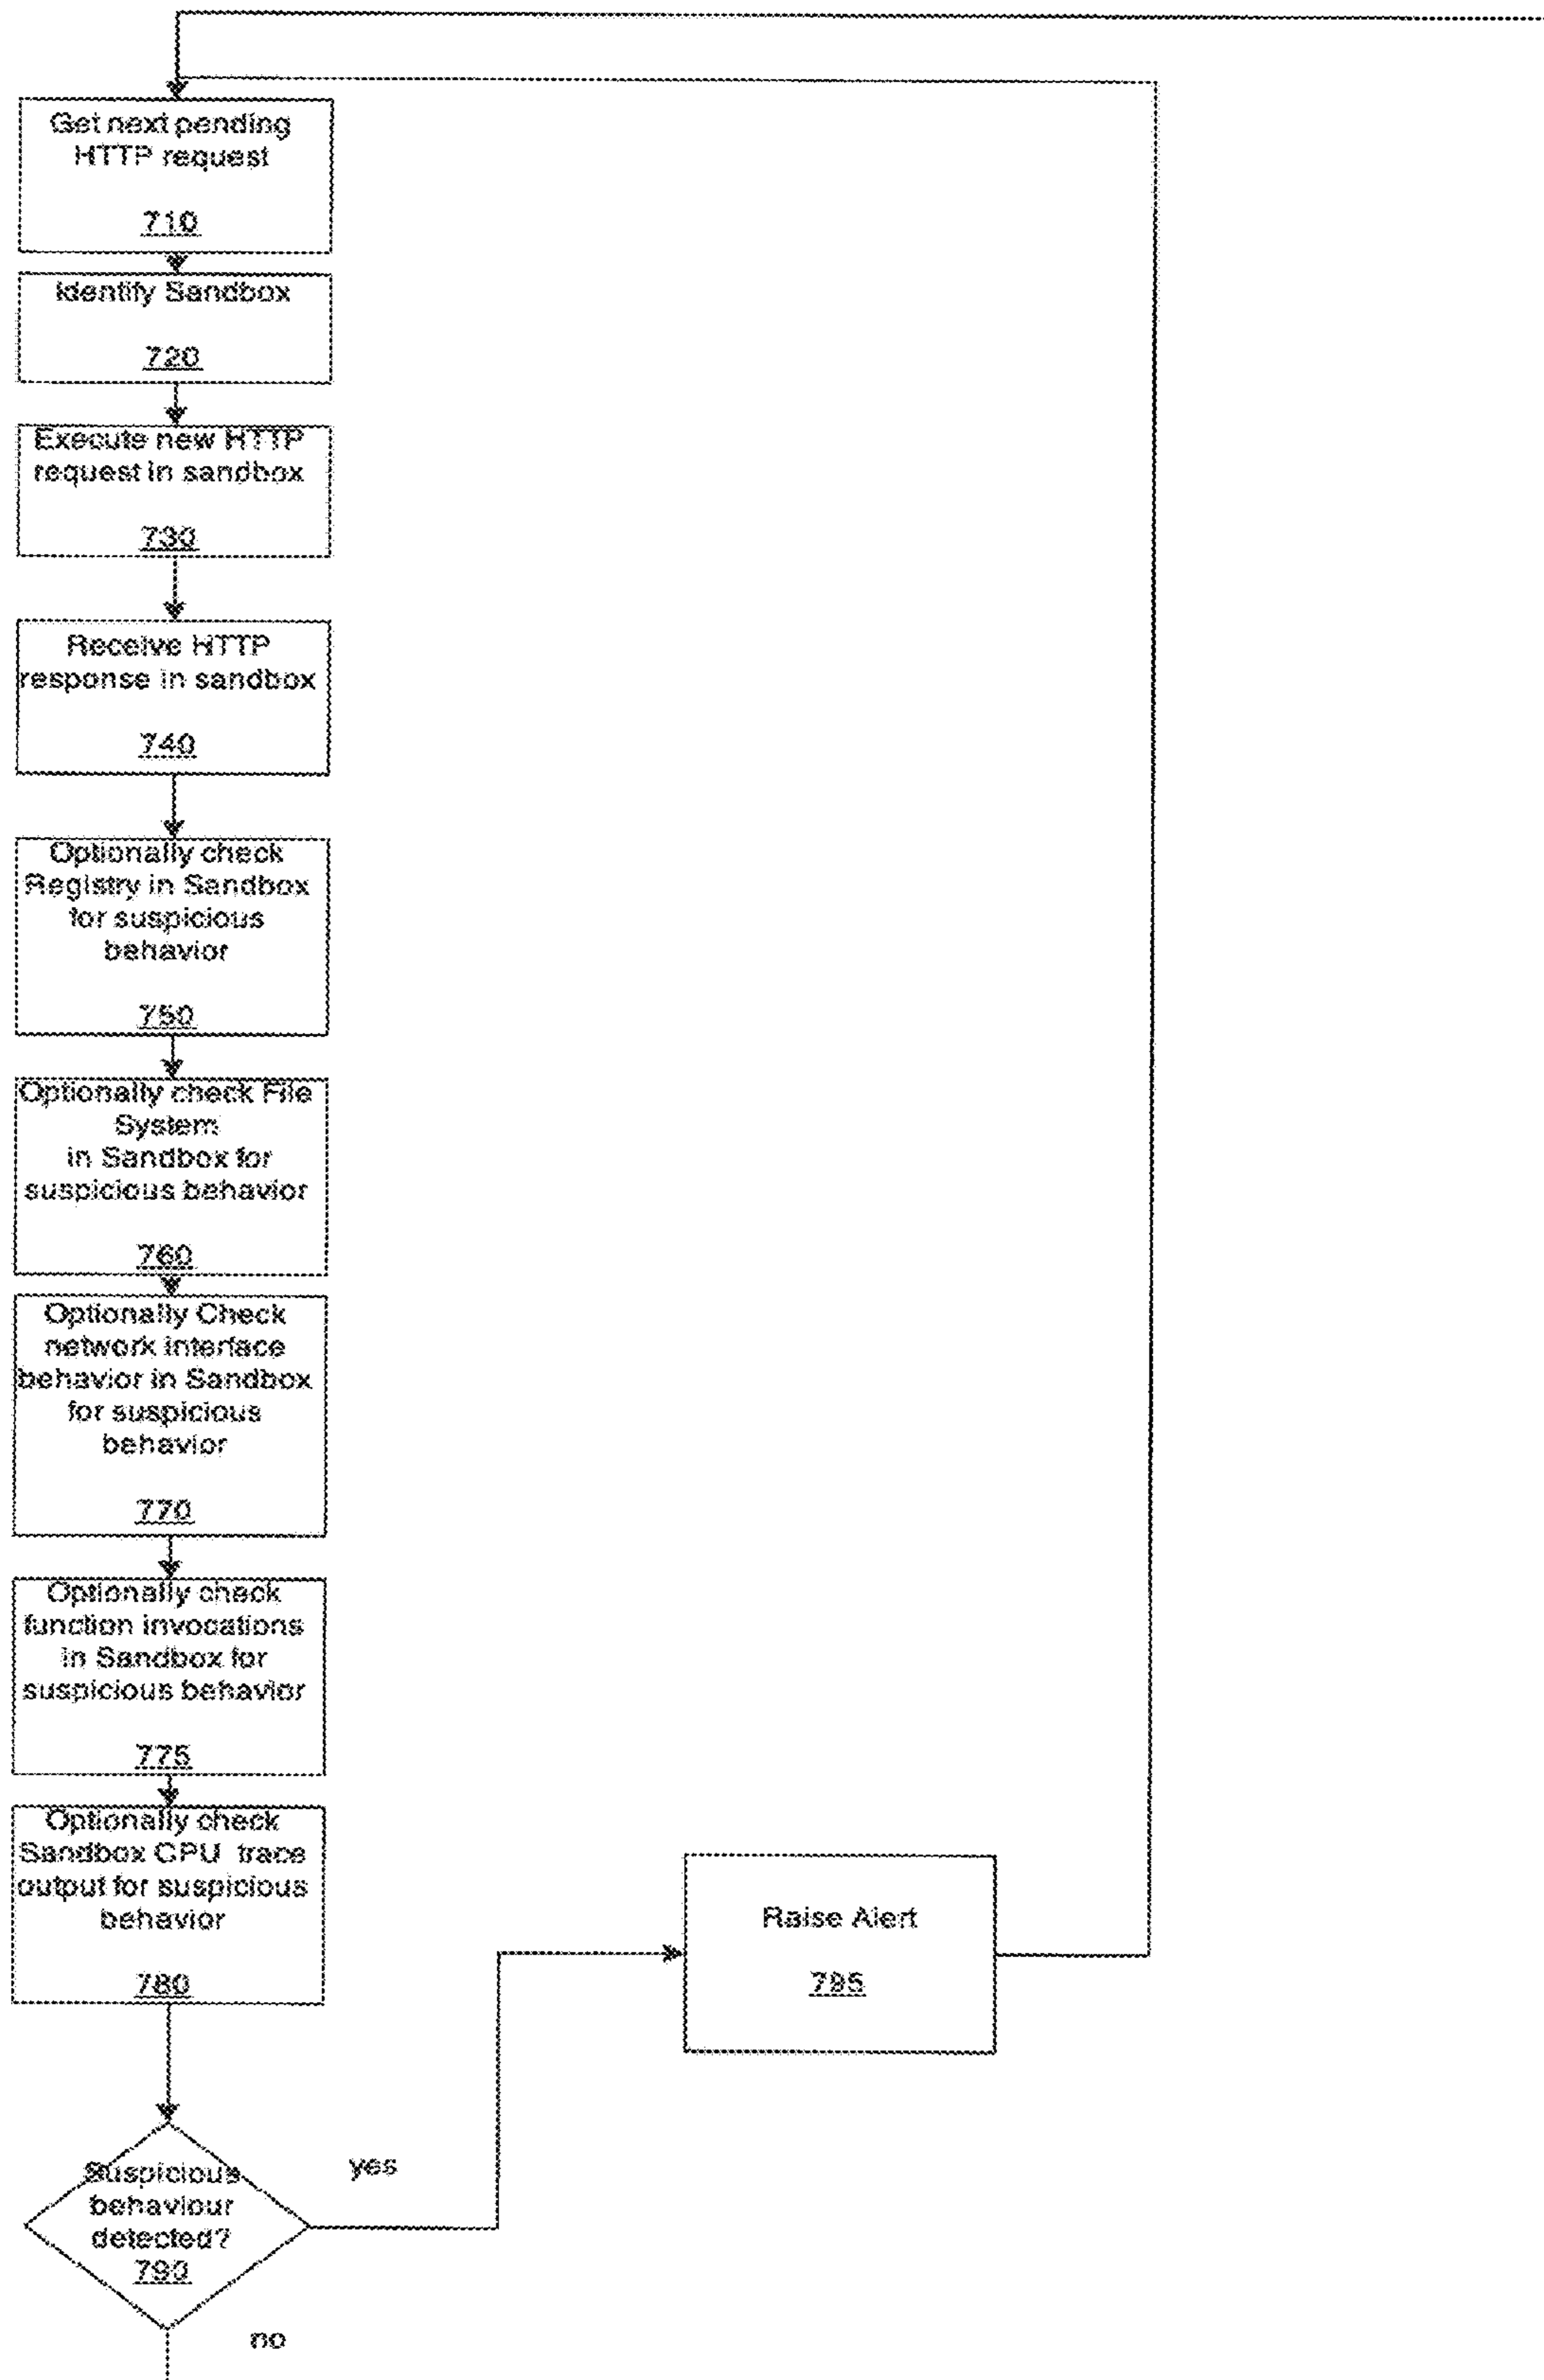 Get next pending
HTTP request
710
Identify Sandbox
720
Execute new HTTP
request in sandbox
730
Receive HTTP
response in sandbox
740
Optionally check
Registry in Sandbox
for suspicious
behavior
750
Optionally check File
System
in Sandbox for
suspicious behavior
760
Optionally Check
network interface
behavior in Sandbox
for suspicious
behavior
770
Optionally check
function invocations
in Sandbox for
suspicious behavior
775
Optionally check
Sandbox CPU trace
output for suspicious
behavior
780
Raise Alert
795
yes
Suspicious
behaviour
detected?
790
no